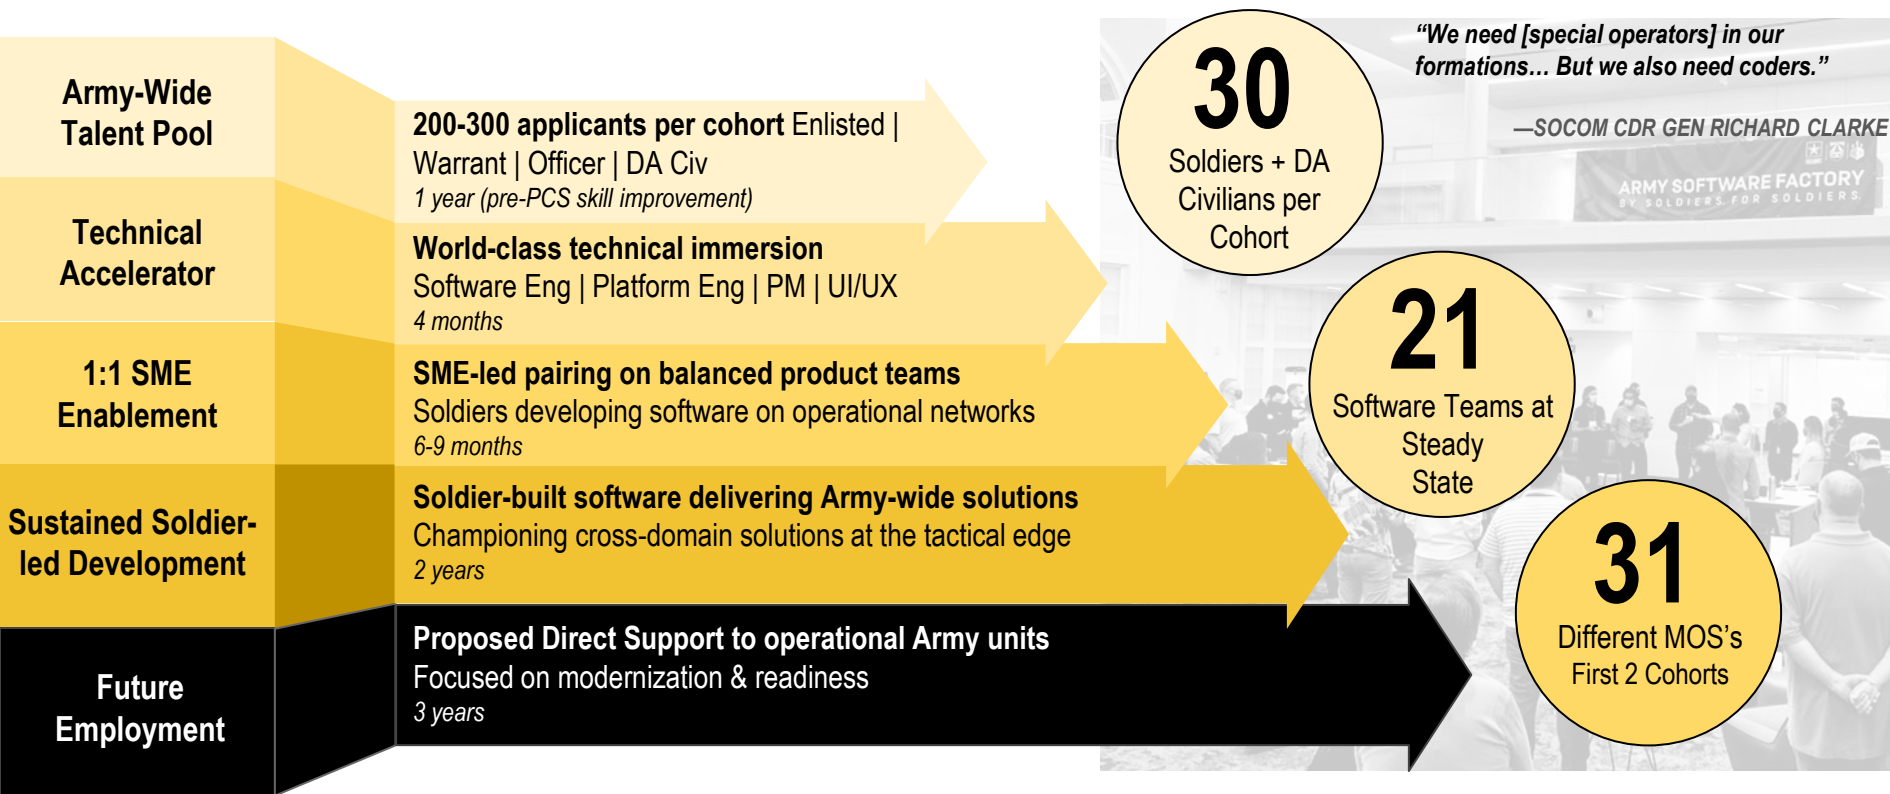 Army-Wide
Talent Pool
200-300 applicants per cohort Enlisted |
Warrant | Officer | DA Civ
1 year (pre-PCS skill improvement)
Technical
Accelerator
World-class technical immersion
Software Eng | Platform Eng | PM | UI/UX
4 months
1:1 SME
Enablement
SME-led pairing on balanced product teams
Soldiers developing software on operational networks
6-9 months
Sustained Soldier-
led Development
Soldier-built software delivering Army-wide solutions
Championing cross-domain solutions at the tactical edge
2 years
Future
Employment
Proposed Direct Support to operational Army units
Focused on modernization & readiness
3 years
30
Soldiers + DA
Civilians per
Cohort
“We need [special operators] in our
formations… But we also need coders.”
—SOCOM CDR GEN RICHARD CLARKE
ARMY SOFTWARE FACTORY
BY SOLDIERS FOR SOLDIERS
21
Software Teams at
Steady
State
31
Different MOS’s
First 2 Cohorts